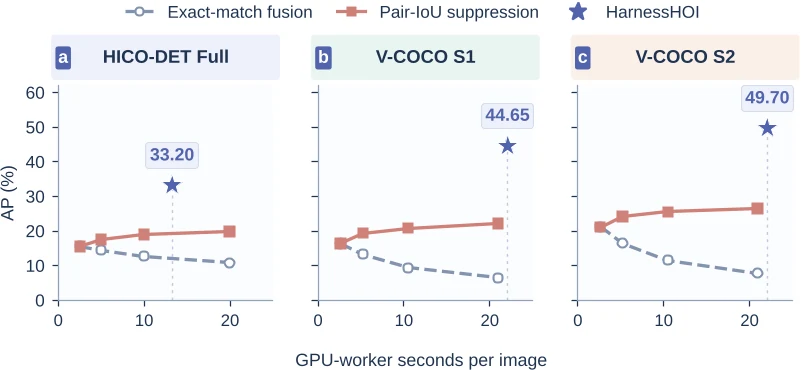 Exact-match fusion Pair-IoU suppression HarnessHOI
a HICO-DET Full b V-COCO S1 c V-COCO S2
60
50
40
30
20
10
0
AP (%)
33.20
44.65
49.70
0 10 20 0 10 20 0 10 20
GPU-worker seconds per image